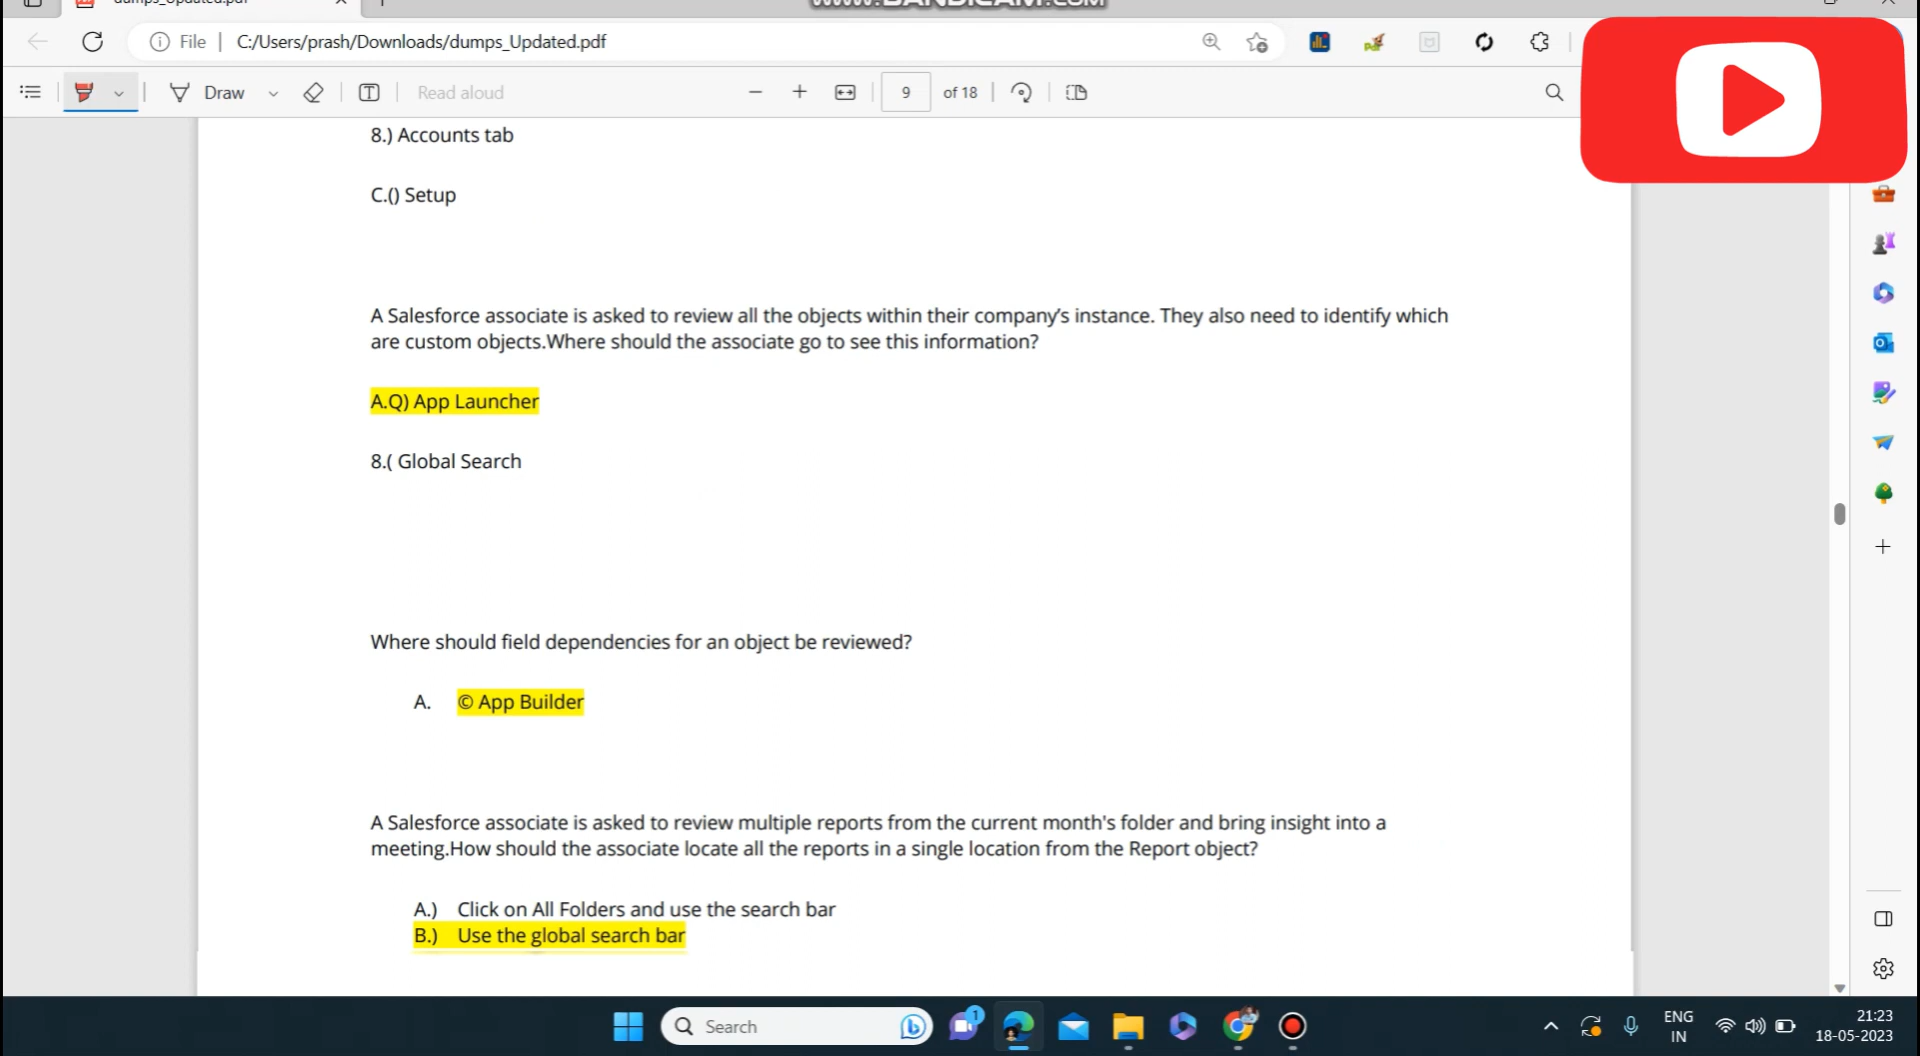 dumps_Updated.pdf
www.BANDICAM.com
File
C:/Users/prash/Downloads/dumps_Updated.pdf
Draw
Read aloud
9
of 18
8.) Accounts tab
C.() Setup
A Salesforce associate is asked to review all the objects within their company's instance. They also need to identify which
are custom objects.Where should the associate go to see this information?
A.Q) App Launcher
8.( Global Search
Where should field dependencies for an object be reviewed?
A. © App Builder
A Salesforce associate is asked to review multiple reports from the current month's folder and bring insight into a
meeting.How should the associate locate all the reports in a single location from the Report object?
A.) Click on All Folders and use the search bar
B.) Use the global search bar
Search
1
ENG
IN
21:23
18-05-2023